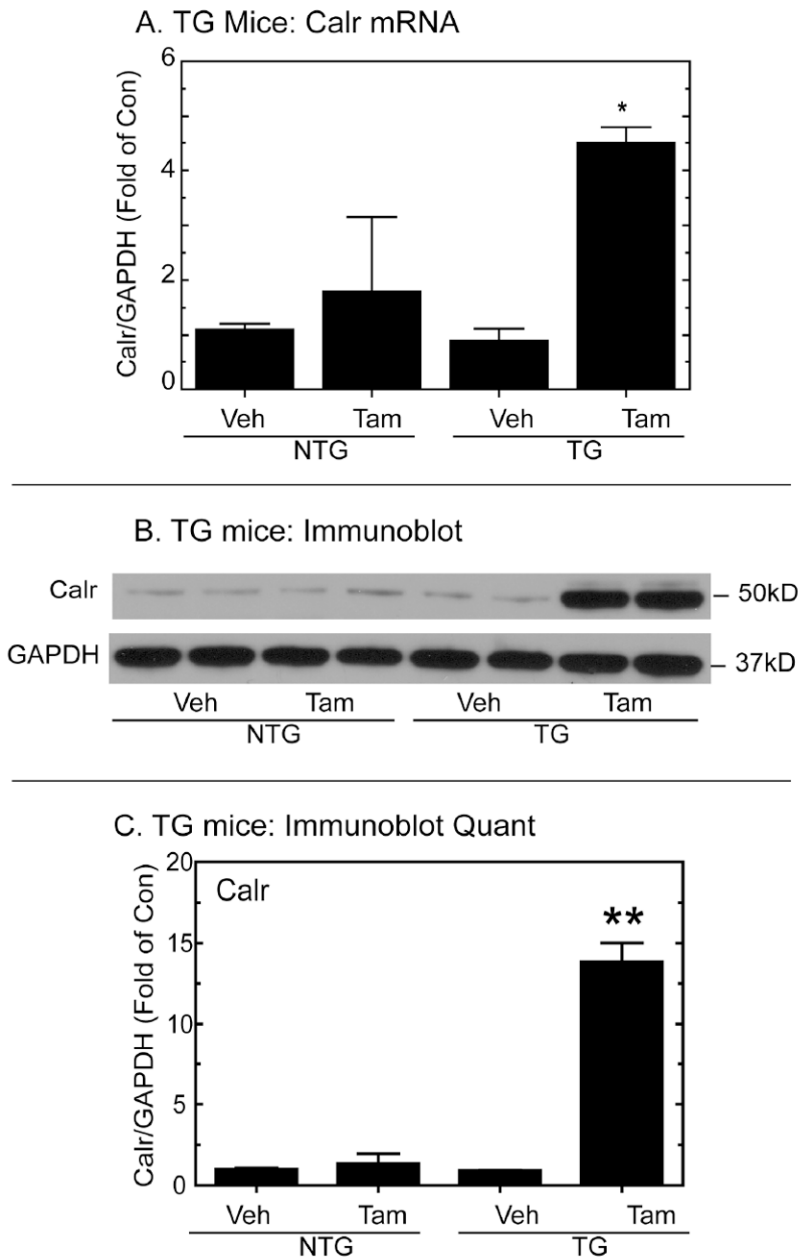 A. TG Mice: Calr mRNA
Calr/GAPDH (Fold of Con)
6
4
2
0
*
Veh Tam Veh Tam
NTG TG
B. TG mice: Immunoblot
Calr – 50kD
GAPDH – 37kD
Veh Tam Veh Tam
NTG TG
C. TG mice: Immunoblot Quant
Calr/GAPDH (Fold of Con)
20
15
10
5
0
Calr
**
Veh Tam Veh Tam
NTG TG